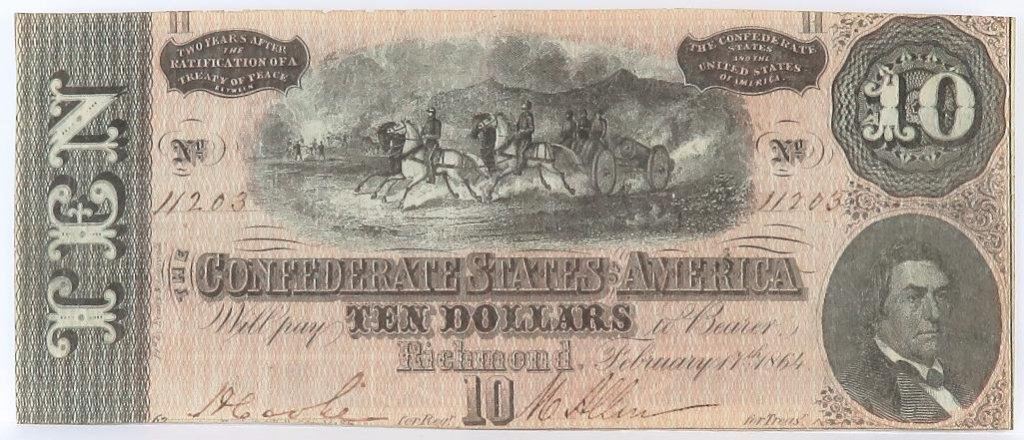 TWO YEARS AFTER
THE
RATIFICATION OF A
TREATY OF PEACE
BETWEEN
THE CONFEDERATE
STATES
AND THE
UNITED STATES
OF AMERICA.
10
TEN
No
No
11203
11203
THE
CONFEDERATE STATES OF AMERICA
Will pay TEN DOLLARS to Bearer
Richmond, February 17th 1864
10
for Regr.
for Treasr.